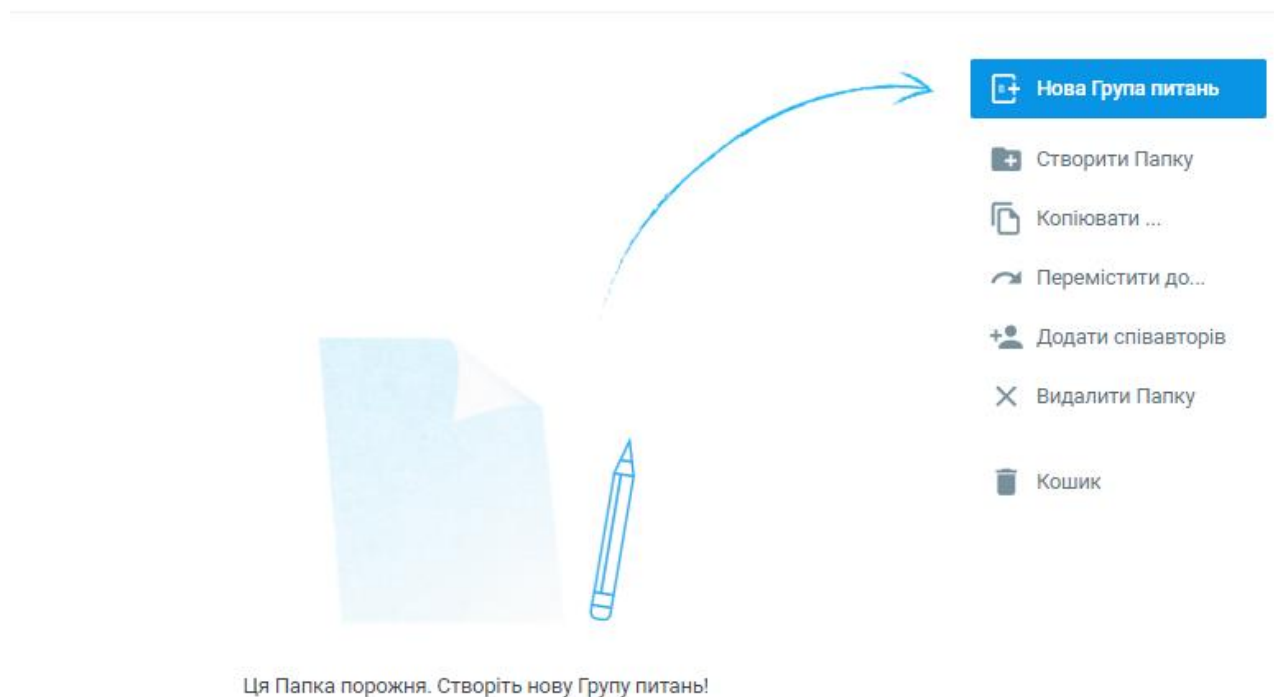 Нова Група питань
Створити Папку
Копіювати ...
Перемістити до...
Додати співавторів
Видалити Папку
Кошик
Ця Папка порожня. Створіть нову Групу питань!